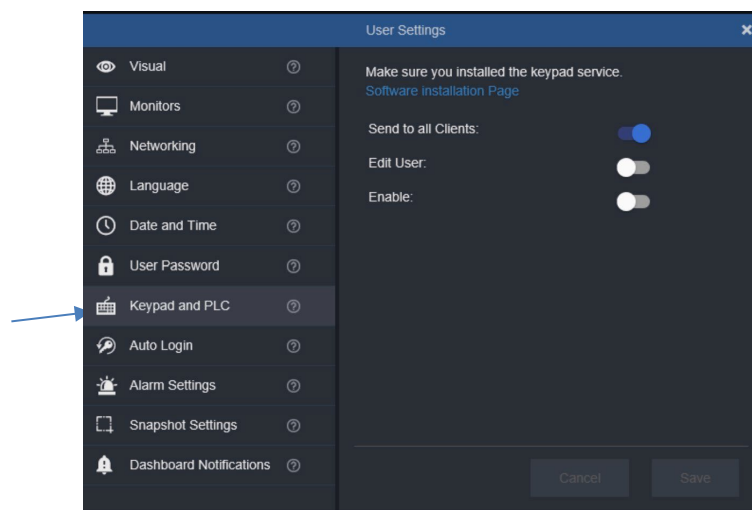 User Settings
Visual
Monitors
Networking
Language
Date and Time
User Password
Keypad and PLC
Auto Login
Alarm Settings
Snapshot Settings
Dashboard Notifications
Make sure you installed the keypad service.
Software installation Page
Send to all Clients:
Edit User:
Enable:
Cancel
Save